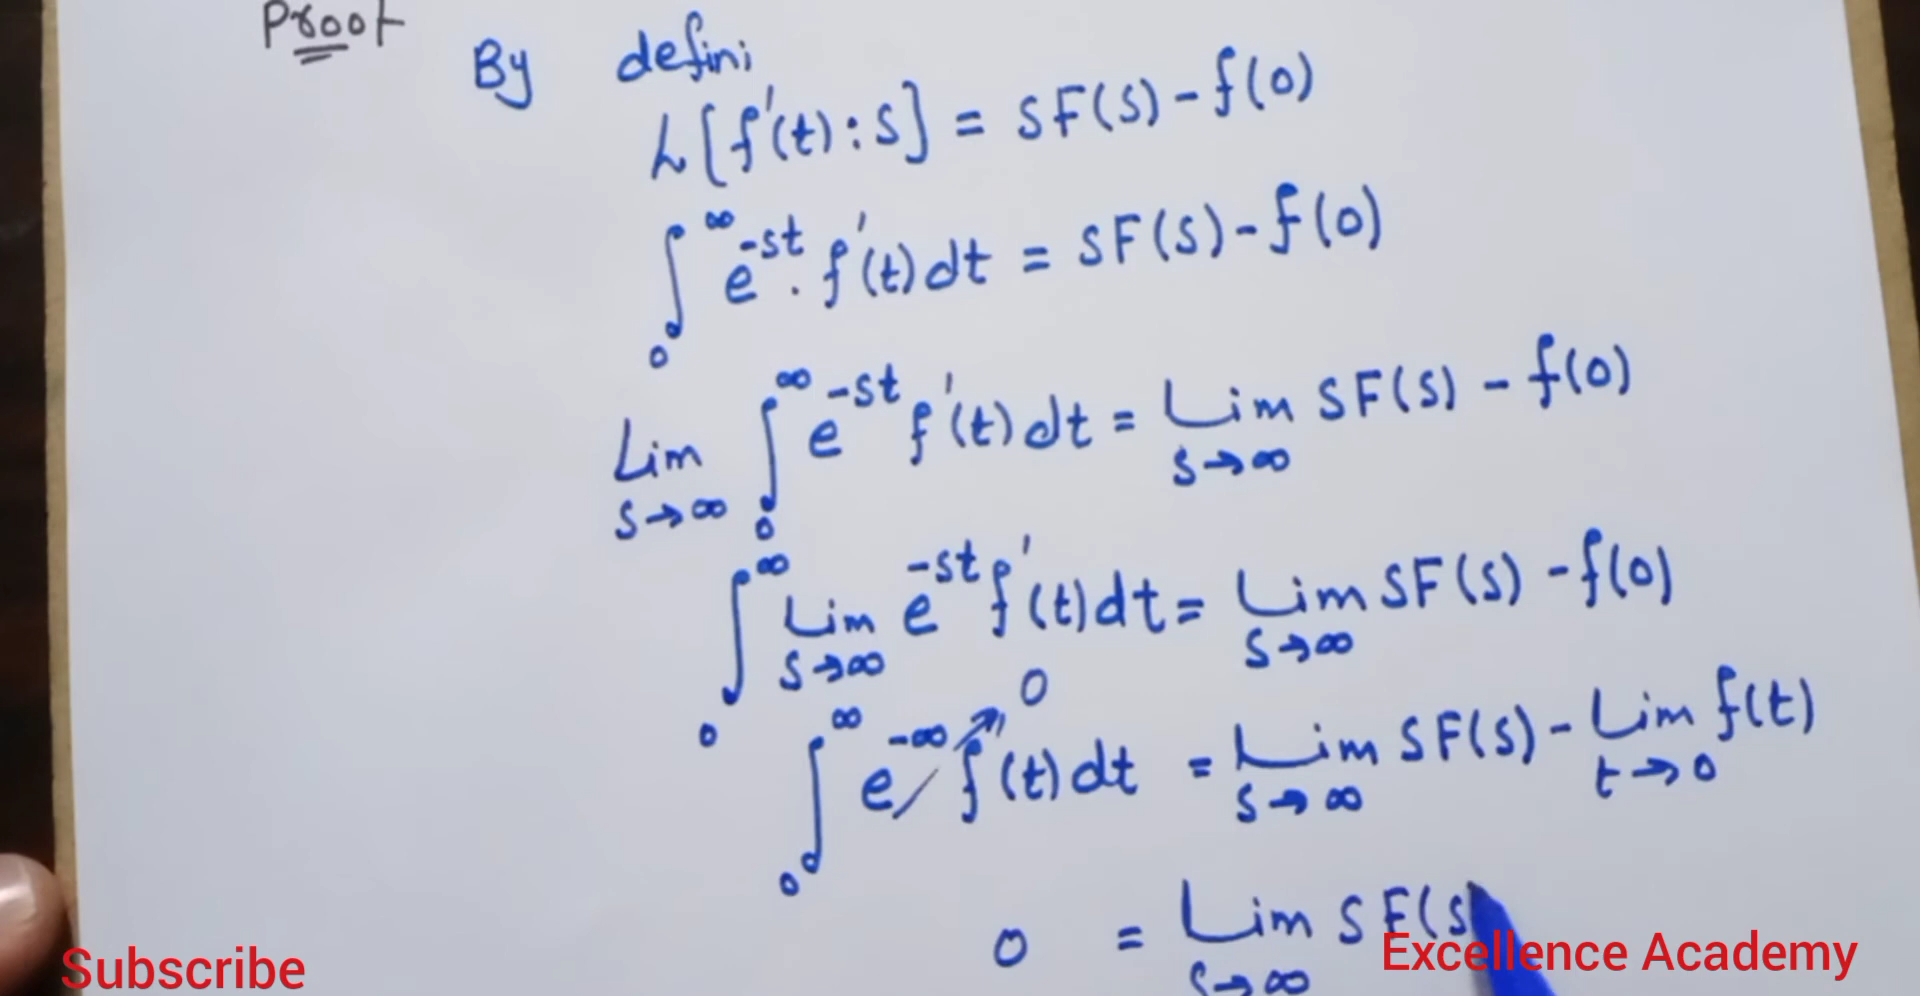 Proof
By defini
L[f'(t):s] = SF(S) - f(0)
∫₀^∞ e^{-st} . f'(t) dt = SF(S) - f(0)
Lim s→∞ ∫₀^∞ e^{-st} f'(t) dt = Lim s→∞ SF(S) - f(0)
∫₀^∞ Lim s→∞ e^{-st} f'(t) dt = Lim s→∞ SF(S) - f(0)
∫₀^∞ e^{-∞} f'(t) dt → 0 = Lim s→∞ SF(S) - Lim t→0 f(t)
0 = Lim s→∞ SF(S
Subscribe
Excellence Academy